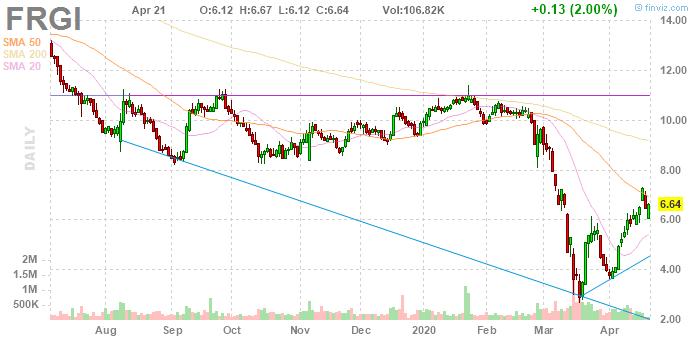 FRGI
Apr 21 O:6.12 H:6.67 L:6.12 C:6.64 Vol:106.82K +0.13 (2.00%)
© finviz.com
SMA 50
SMA 200
SMA 20
DAILY
14.00
12.00
10.00
8.00
6.64
6.00
4.00
2.00
2M
1.5M
1M
500K
Aug Sep Oct Nov Dec 2020 Feb Mar Apr